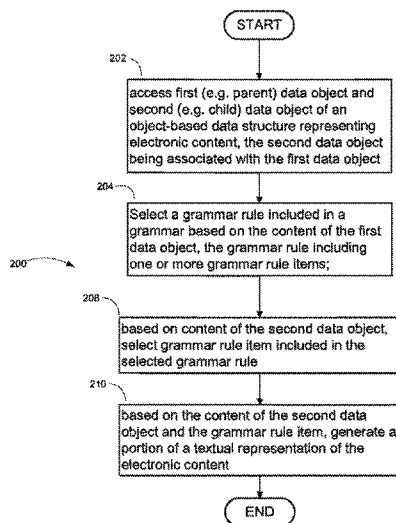 START
202
access first (e.g. parent) data object and
second (e.g. child) data object of an
object-based data structure representing
electronic content, the second data object
being associated with the first data object
204
Select a grammar rule included in a
grammar based on the content of the first
data object, the grammar rule including
one or more grammar rule items;
200
208
based on content of the second data object,
select grammar rule item included in the
selected grammar rule
210
based on the content of the second data
object and the grammar rule item, generate a
portion of a textual representation of the
electronic content
END